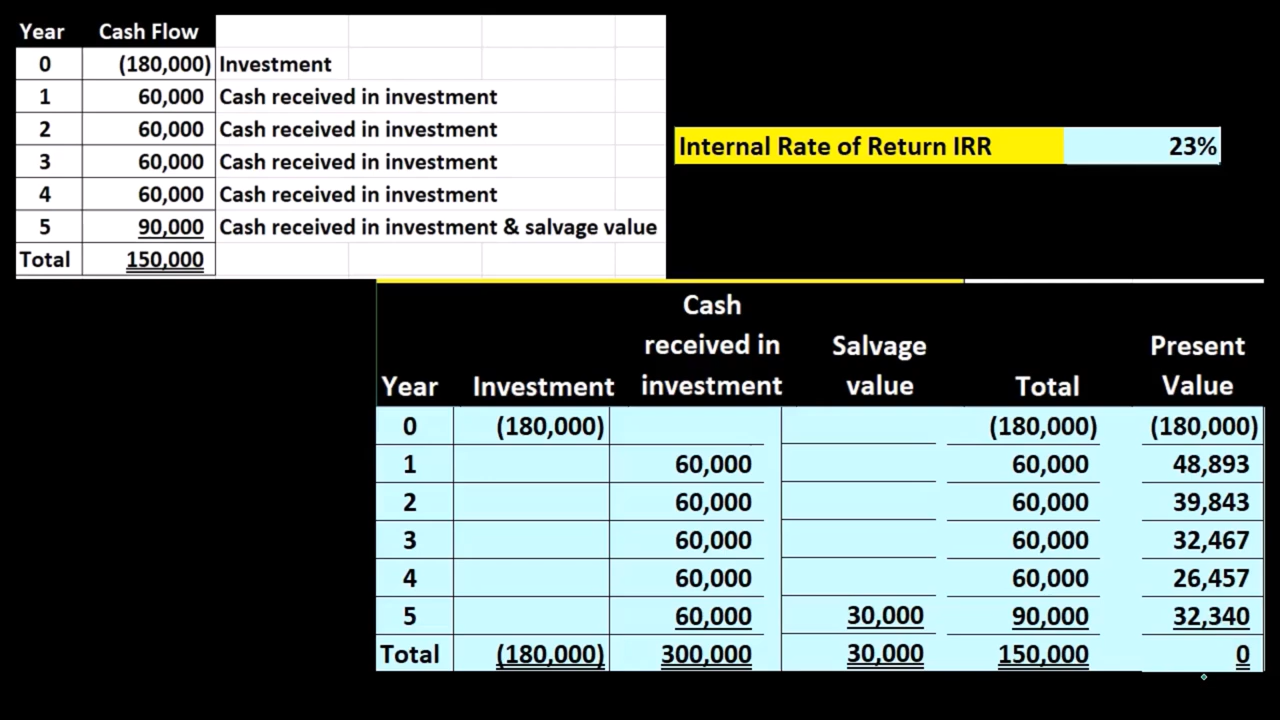 Year Cash Flow
0 (180,000) Investment
1 60,000 Cash received in investment
2 60,000 Cash received in investment
3 60,000 Cash received in investment
4 60,000 Cash received in investment
5 90,000 Cash received in investment & salvage value
Total 150,000
Internal Rate of Return IRR 23%
Cash
received in Salvage Present
Year Investment investment value Total Value
0 (180,000) (180,000) (180,000)
1 60,000 60,000 48,893
2 60,000 60,000 39,843
3 60,000 60,000 32,467
4 60,000 60,000 26,457
5 60,000 30,000 90,000 32,340
Total (180,000) 300,000 30,000 150,000 0